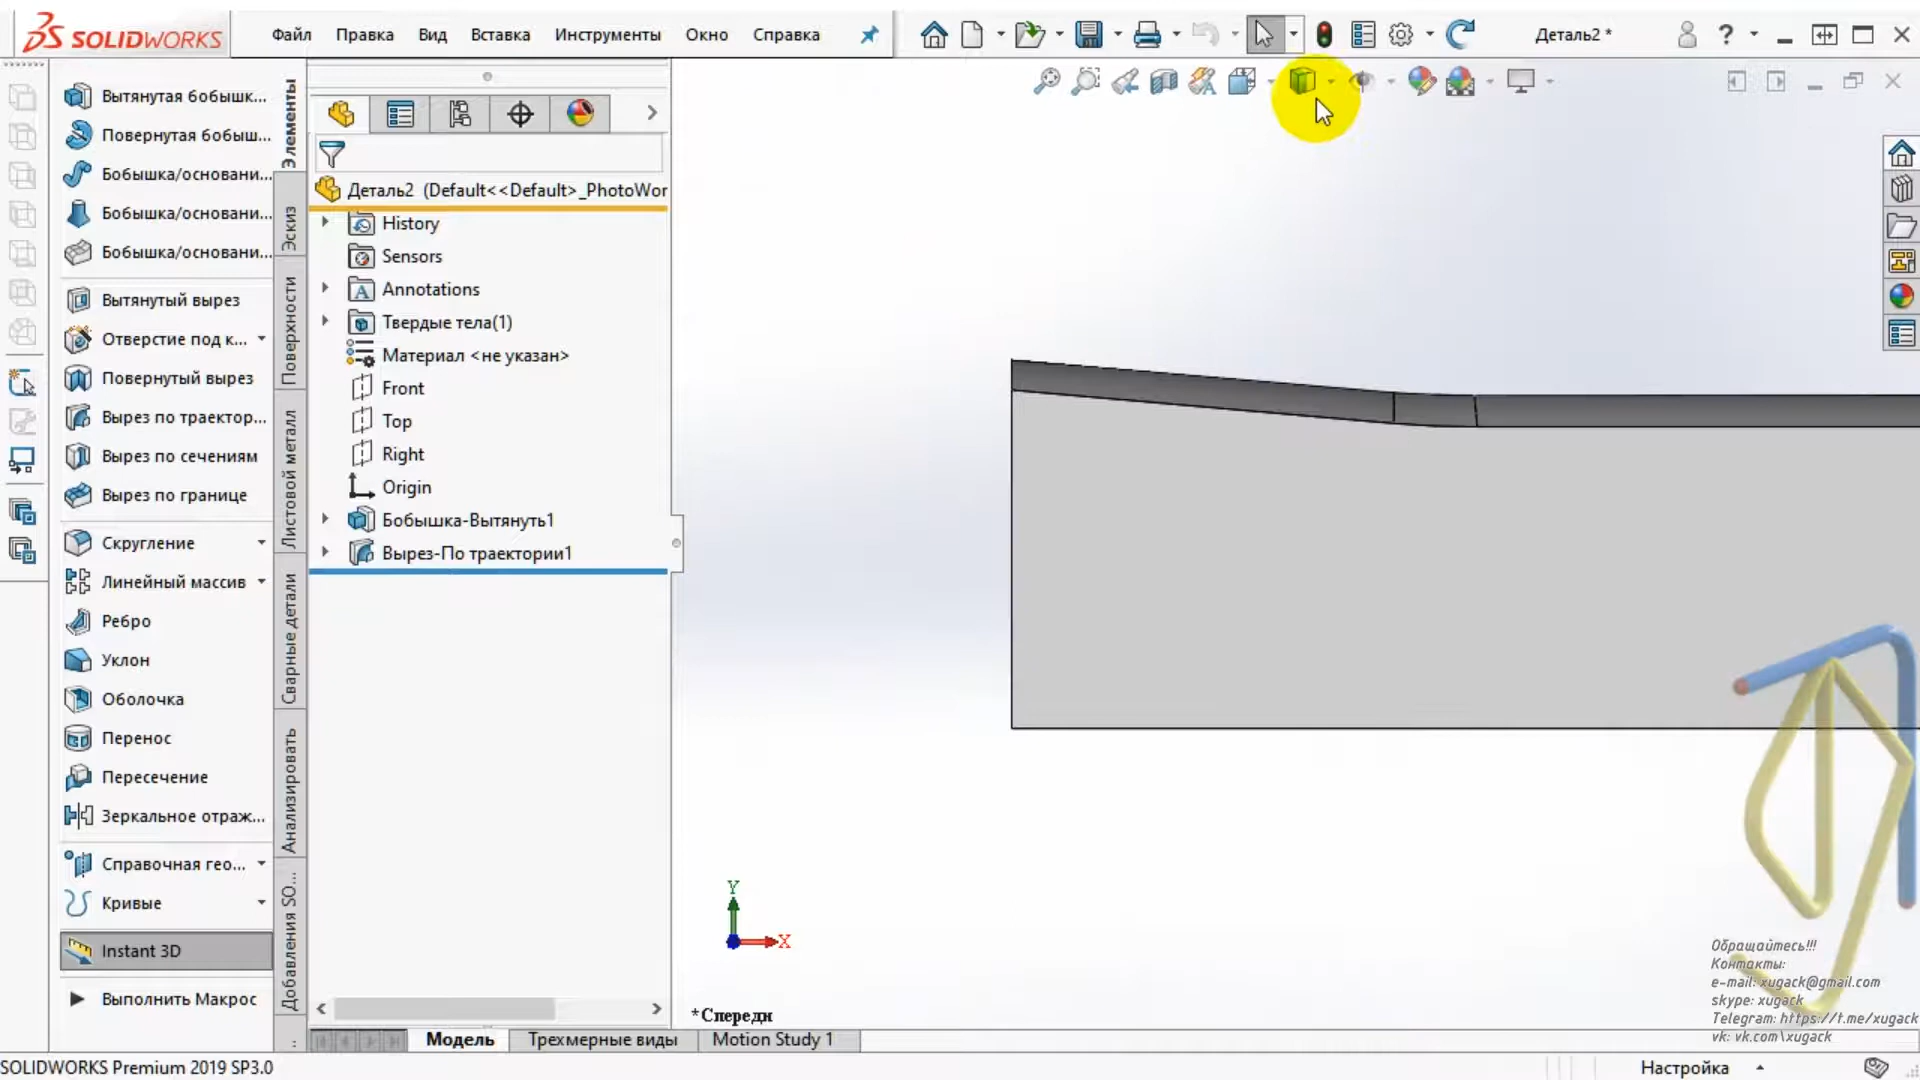 SOLIDWORKS
Файл
Правка
Вид
Вставка
Инструменты
Окно
Справка
Деталь2 *
?
Вытянутая бобышк...
Повернутая бобыш...
Бобышка/основани...
Бобышка/основани...
Бобышка/основани...
Вытянутый вырез
Отверстие под к...
Повернутый вырез
Вырез по траектор...
Вырез по сечениям
Вырез по границе
Скругление
Линейный массив
Ребро
Уклон
Оболочка
Перенос
Пересечение
Зеркальное отраж...
Справочная гео...
Кривые
Instant 3D
Выполнить Макрос
Элементы
Эскиз
Поверхности
Листовой металл
Сварные детали
Анализировать
Добавления SO...
Деталь2 (Default<<Default>_PhotoWor
History
Sensors
Annotations
Твердые тела(1)
Материал <не указан>
Front
Top
Right
Origin
Бобышка-Вытянуть1
Вырез-По траектории1
Y
X
*Спереди
Обращайтесь!!!
Контакты:
e-mail: xugack@gmail.com
skype: xugack
Telegram: https://t.me/xugack
vk: vk.com\xugack
Модель
Трехмерные виды
Motion Study 1
SOLIDWORKS Premium 2019 SP3.0
Настройка